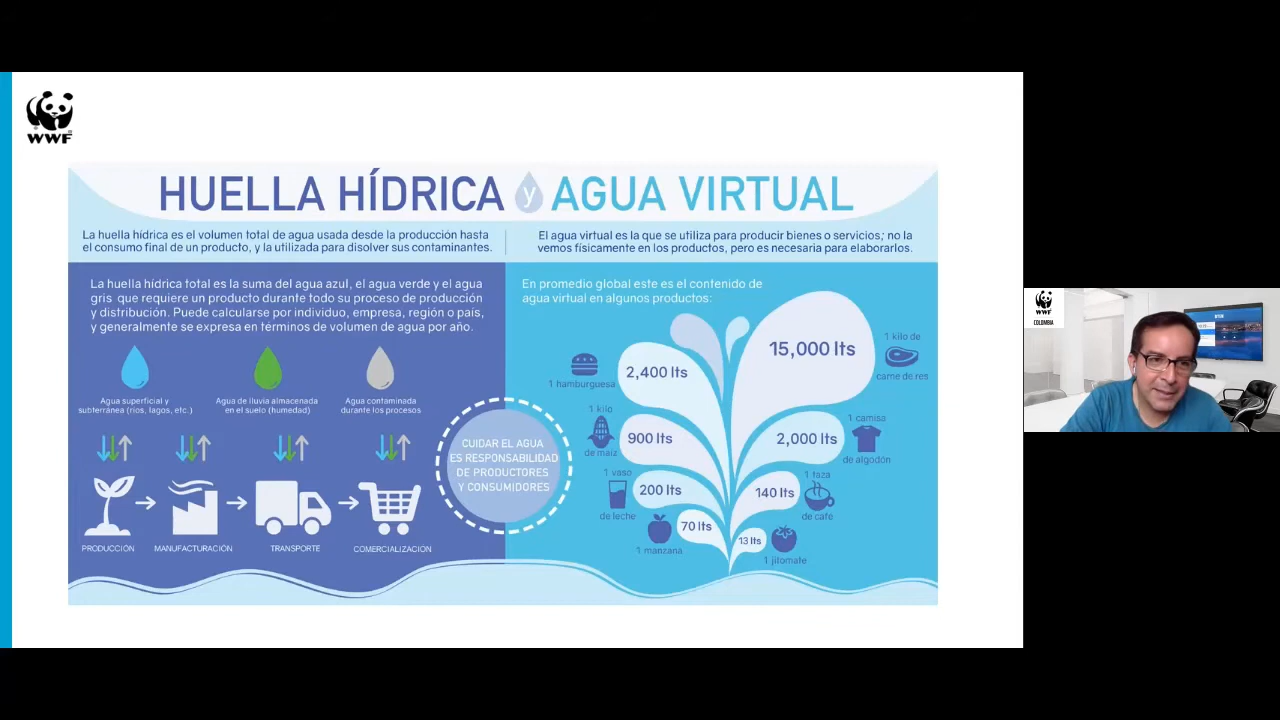 WWF
HUELLA HÍDRICA y AGUA VIRTUAL
La huella hídrica es el volumen total de agua usada desde la producción hasta
el consumo final de un producto, y la utilizada para disolver sus contaminantes.
El agua virtual es la que se utiliza para producir bienes o servicios; no la
vemos físicamente en los productos, pero es necesaria para elaborarlos.
La huella hídrica total es la suma del agua azul, el agua verde y el agua
gris que requiere un producto durante todo su proceso de producción
y distribución. Puede calcularse por individuo, empresa, región o país,
y generalmente se expresa en términos de volumen de agua por año.
Agua superficial y
subterránea (ríos, lagos, etc.)
Agua de lluvia almacenada
en el suelo (humedad)
Agua contaminada
durante los procesos
PRODUCCIÓN
MANUFACTURACIÓN
TRANSPORTE
COMERCIALIZACIÓN
CUIDAR EL AGUA
ES RESPONSABILIDAD
DE PRODUCTORES
Y CONSUMIDORES
En promedio global este es el contenido de
agua virtual en algunos productos:
15,000 lts
1 kilo de
carne de res
2,400 lts
1 hamburguesa
1 kilo
de maíz
900 lts
2,000 lts
1 camisa
de algodón
1 vaso
de leche
200 lts
140 lts
1 taza
de café
70 lts
1 manzana
13 lts
1 jitomate
WWF
COLOMBIA